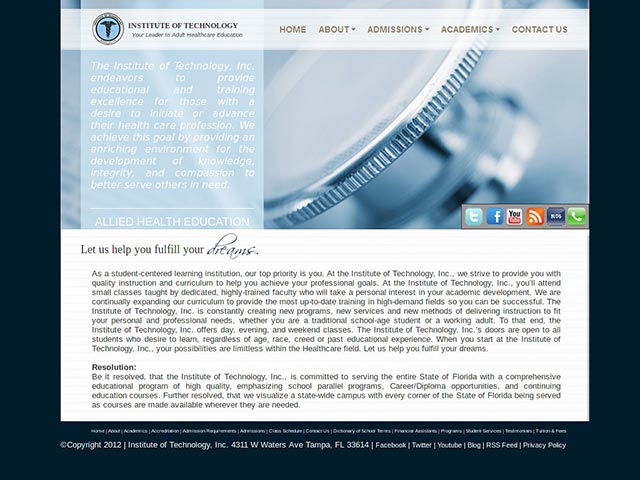 INSTITUTE OF TECHNOLOGY
Your Leader In Adult Healthcare Education
HOME ABOUT ADMISSIONS ACADEMICS CONTACT US
The Institute of Technology, Inc.
endeavors to provide
educational and training
excellence for those with a
desire to initiate or advance
their health care profession. We
achieve this goal by providing an
enriching environment for the
development of knowledge,
integrity, and compassion to
better serve others in need.
ALLIED HEALTH EDUCATION
You Tube
BLOG
Let us help you fulfill your dreams.
As a student-centered learning institution, our top priority is you. At the Institute of Technology, Inc., we strive to provide you with
quality instruction and curriculum to help you achieve your professional goals. At the Institute of Technology, Inc., you'll attend
small classes taught by dedicated, highly-trained faculty who will take a personal interest in your academic development. We are
continually expanding our curriculum to provide the most up-to-date training in high-demand fields so you can be successful. The
Institute of Technology, Inc. is constantly creating new programs, new services and new methods of delivering instruction to fit
your personal and professional needs, whether you are a traditional school-age student or a working adult. To that end, the
Institute of Technology, Inc. offers day, evening, and weekend classes. The Institute of Technology, Inc.'s doors are open to all
students who desire to learn, regardless of age, race, creed or past educational experience. When you start at the Institute of
Technology, Inc., your possibilities are limitless within the Healthcare field. Let us help you fulfill your dreams.
Resolution:
Be it resolved, that the Institute of Technology, Inc., is committed to serving the entire State of Florida with a comprehensive
educational program of high quality, emphasizing school parallel programs, Career/Diploma opportunities, and continuing
education courses. Further resolved, that we visualize a state-wide campus with every corner of the State of Florida being served
as courses are made available wherever they are needed.
Home | About | Academics | Accreditation | Admission Requirements | Admissions | Class Schedule | Contact Us | Dictionary of School Terms | Financial Assistants | Programs | Student Services | Testimonials | Tuition & Fees
©Copyright 2012 | Institute of Technology, Inc. 4311 W Waters Ave Tampa, FL 33614 | Facebook | Twitter | Youtube | Blog | RSS Feed | Privacy Policy